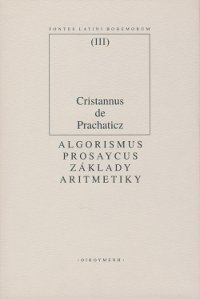 FONTES LATINI BOHEMORUM
(III)
Cristannus
de
Prachaticz
ALGORISMUS
PROSAYCUS
ZÁKLADY
ARITMETIKY
•OIKOYMENH•